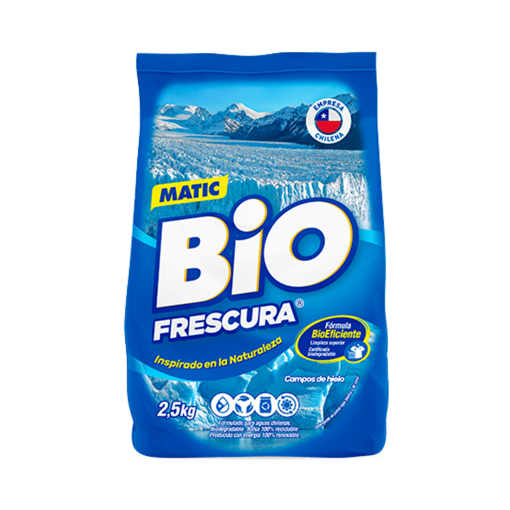 EMPRESA
CHILENA
MATIC
BiO
FRESCURA®
Inspirado en la Naturaleza
Fórmula
BioEficiente
Limpieza superior
Certificada
biodegradable
Campos de hielo
2,5kg
Formulado para aguas chilenas
Biodegradable. Bolsa 100% reciclable
Producido con energía 100% renovable